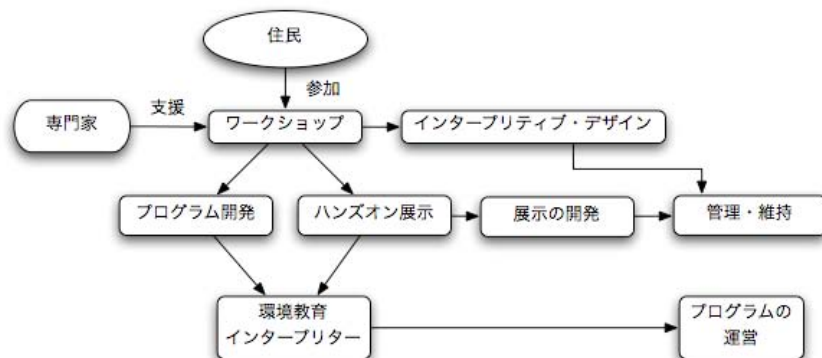 住民
参加
支援
専門家
ワークショップ
インタープリティブ・デザイン
プログラム開発
ハンズオン展示
展示の開発
管理・維持
環境教育
インタープリター
プログラムの
運営